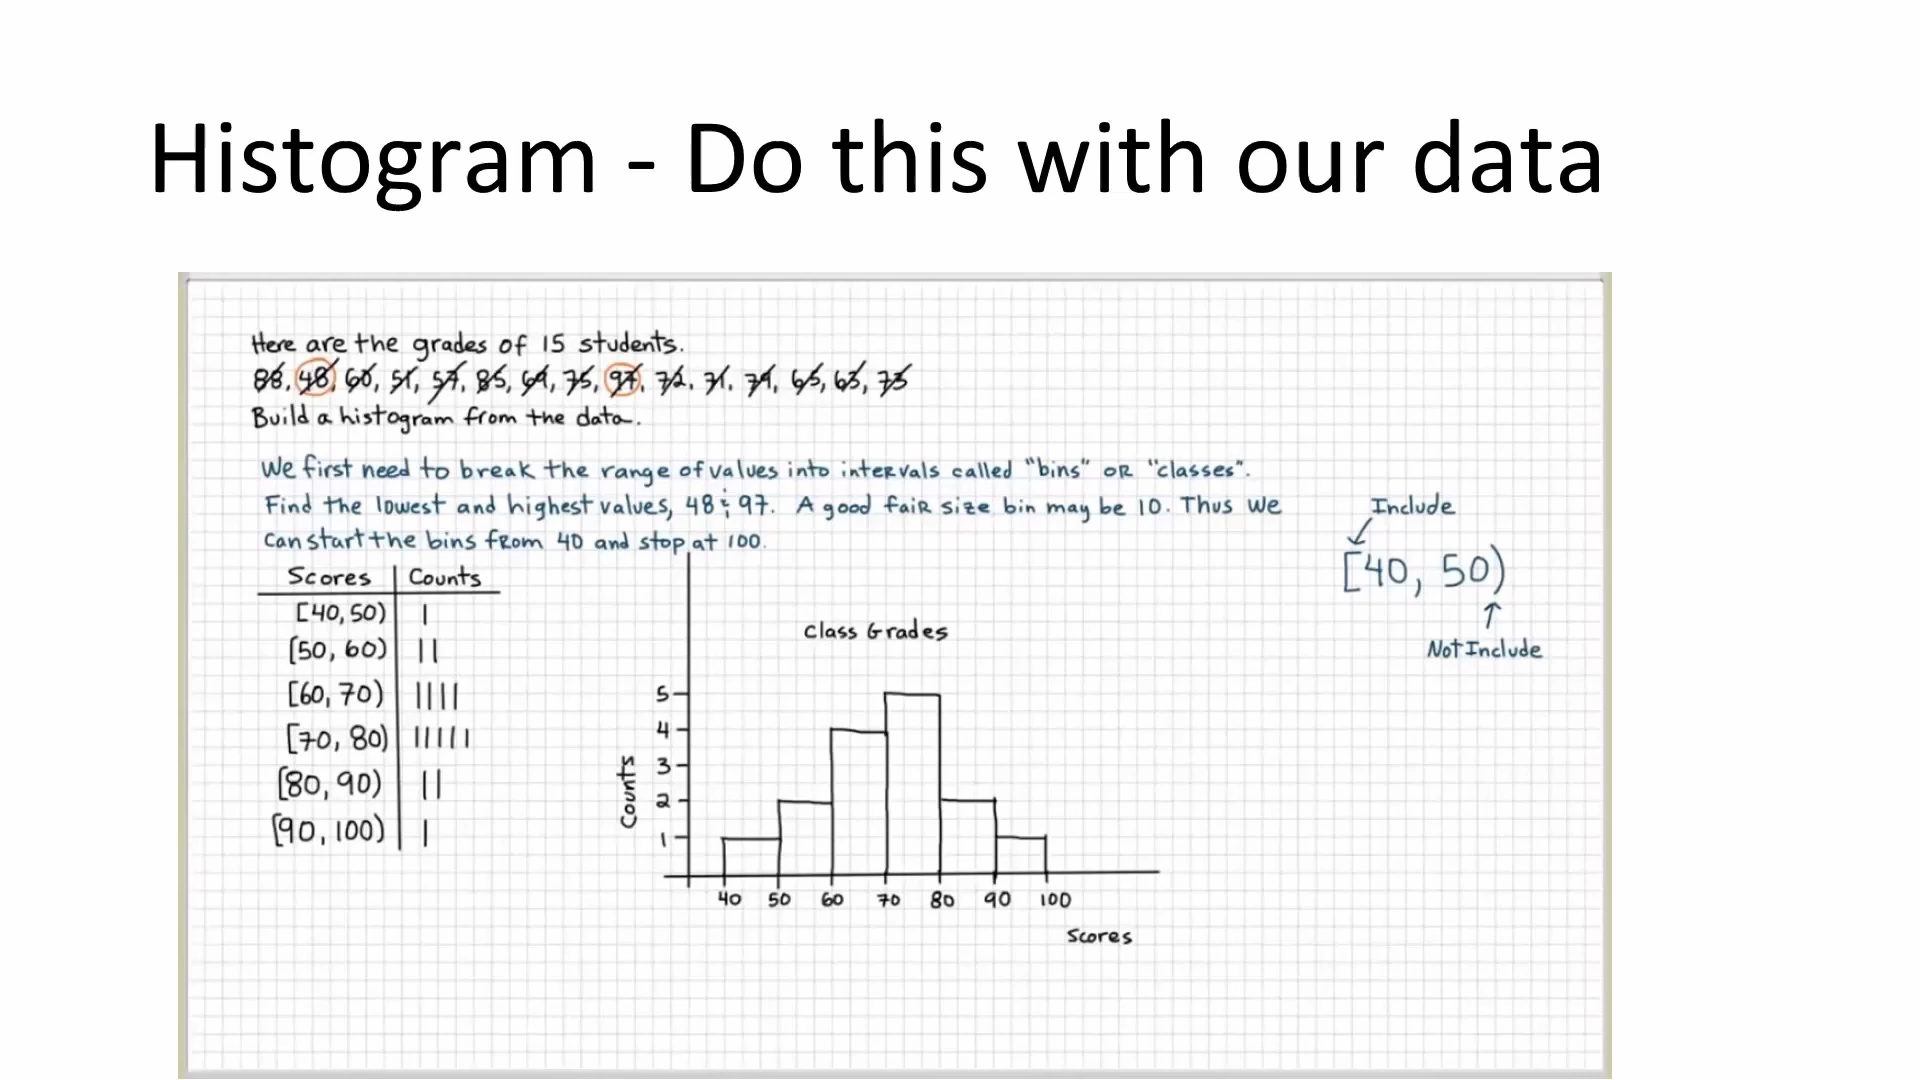 Histogram - Do this with our data
Here are the grades of 15 students.
88, 48, 60, 51, 57, 85, 69, 75, 97, 72, 71, 79, 65, 63, 73
Build a histogram from the data.
We first need to break the range of values into intervals called "bins" or "classes".
Find the lowest and highest values, 48 & 97. A good fair size bin may be 10. Thus we
can start the bins from 40 and stop at 100.
Include
[40, 50)
Not Include
Scores Counts
[40, 50) |
[50, 60) ||
[60, 70) ||||
[70, 80) |||||
[80, 90) ||
[90, 100) |
Class Grades
Counts
5
4
3
2
1
40 50 60 70 80 90 100
Scores